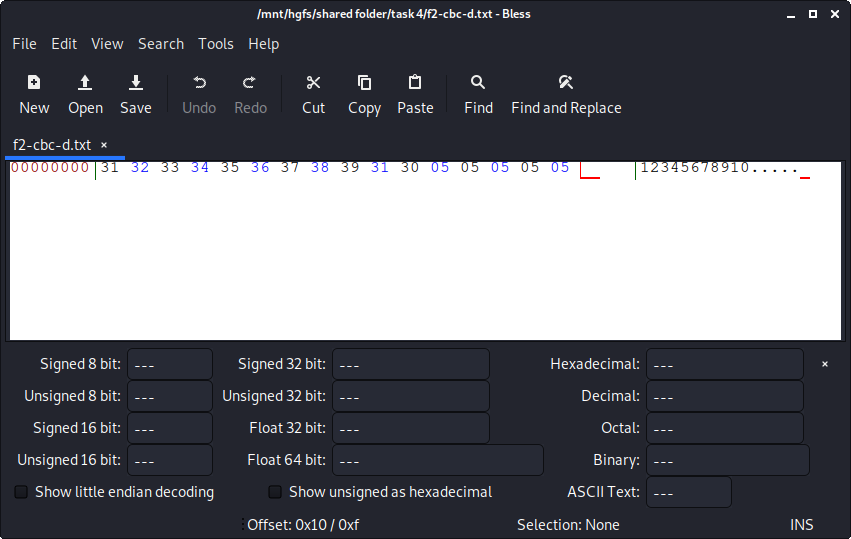 /mnt/hgfs/shared folder/task 4/f2-cbc-d.txt - Bless
File Edit View Search Tools Help
New Open Save Undo Redo Cut Copy Paste Find Find and Replace
f2-cbc-d.txt ×
00000000 31 32 33 34 35 36 37 38 39 31 30 05 05 05 05 05 12345678910.....
Signed 8 bit: --- Signed 32 bit: --- Hexadecimal: --- ×
Unsigned 8 bit: --- Unsigned 32 bit: --- Decimal: ---
Signed 16 bit: --- Float 32 bit: --- Octal: ---
Unsigned 16 bit: --- Float 64 bit: --- Binary: ---
Show little endian decoding Show unsigned as hexadecimal ASCII Text: ---
Offset: 0x10 / 0xf Selection: None INS